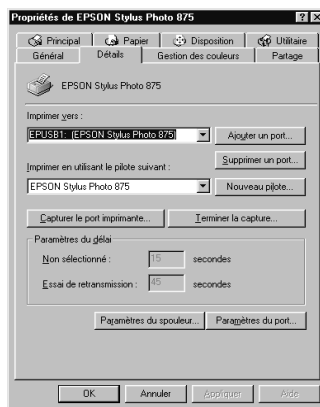 Propriétés de EPSON Stylus Photo 875
Principal Papier Disposition Utilitaire
Général Détails Gestion des couleurs Partage
EPSON Stylus Photo 875
Imprimer vers :
EPUSB1: (EPSON Stylus Photo 875) Ajouter un port...
Supprimer un port...
Imprimer en utilisant le pilote suivant :
EPSON Stylus Photo 875 Nouveau pilote...
Capturer le port imprimante... Terminer la capture...
Paramètres du délai
Non sélectionné : 15 secondes
Essai de retransmission : 45 secondes
Paramètres du spouleur... Paramètres du port...
OK Annuler Appliquer Aide